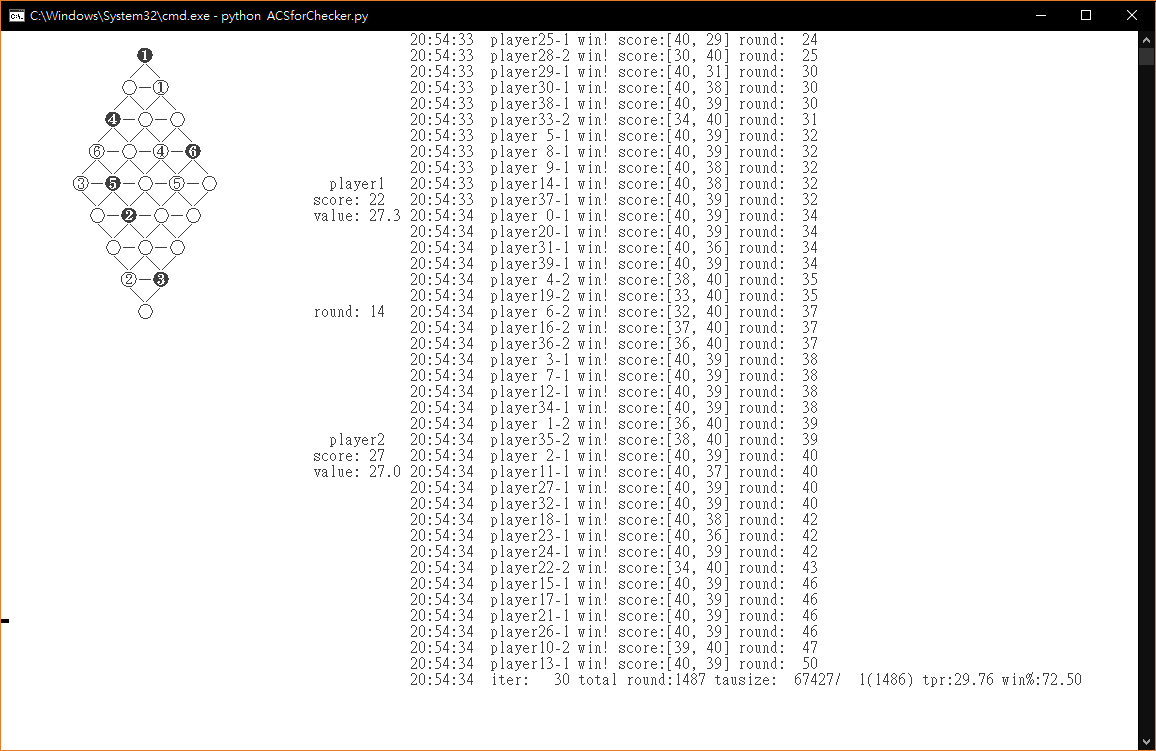 C:\Windows\System32\cmd.exe - python ACSforChecker.py
❶
○─①
❹─○─○
⑥─○─④─❻
③─❺─○─⑤─○
○─❷─○─○
○─○─○
②─❸
○
player1
score: 22
value: 27.3
round: 14
player2
score: 27
value: 27.0
20:54:33 player25-1 win! score:[40, 29] round: 24
20:54:33 player28-2 win! score:[30, 40] round: 25
20:54:33 player29-1 win! score:[40, 31] round: 30
20:54:33 player30-1 win! score:[40, 38] round: 30
20:54:33 player38-1 win! score:[40, 39] round: 30
20:54:33 player33-2 win! score:[34, 40] round: 31
20:54:33 player 5-1 win! score:[40, 39] round: 32
20:54:33 player 8-1 win! score:[40, 39] round: 32
20:54:33 player 9-1 win! score:[40, 38] round: 32
20:54:33 player14-1 win! score:[40, 38] round: 32
20:54:33 player37-1 win! score:[40, 39] round: 32
20:54:34 player 0-1 win! score:[40, 39] round: 34
20:54:34 player20-1 win! score:[40, 39] round: 34
20:54:34 player31-1 win! score:[40, 36] round: 34
20:54:34 player39-1 win! score:[40, 39] round: 34
20:54:34 player 4-2 win! score:[38, 40] round: 35
20:54:34 player19-2 win! score:[33, 40] round: 35
20:54:34 player 6-2 win! score:[32, 40] round: 37
20:54:34 player16-2 win! score:[37, 40] round: 37
20:54:34 player36-2 win! score:[36, 40] round: 37
20:54:34 player 3-1 win! score:[40, 39] round: 38
20:54:34 player 7-1 win! score:[40, 39] round: 38
20:54:34 player12-1 win! score:[40, 39] round: 38
20:54:34 player34-1 win! score:[40, 39] round: 38
20:54:34 player 1-2 win! score:[36, 40] round: 39
20:54:34 player35-2 win! score:[38, 40] round: 39
20:54:34 player 2-1 win! score:[40, 39] round: 40
20:54:34 player11-1 win! score:[40, 37] round: 40
20:54:34 player27-1 win! score:[40, 39] round: 40
20:54:34 player32-1 win! score:[40, 39] round: 40
20:54:34 player18-1 win! score:[40, 38] round: 42
20:54:34 player23-1 win! score:[40, 36] round: 42
20:54:34 player24-1 win! score:[40, 39] round: 42
20:54:34 player22-2 win! score:[34, 40] round: 43
20:54:34 player15-1 win! score:[40, 39] round: 46
20:54:34 player17-1 win! score:[40, 39] round: 46
20:54:34 player21-1 win! score:[40, 39] round: 46
20:54:34 player26-1 win! score:[40, 39] round: 46
20:54:34 player10-2 win! score:[39, 40] round: 47
20:54:34 player13-1 win! score:[40, 39] round: 50
20:54:34 iter: 30 total round:1487 tausize: 67427/ 1(1486) tpr:29.76 win%:72.50